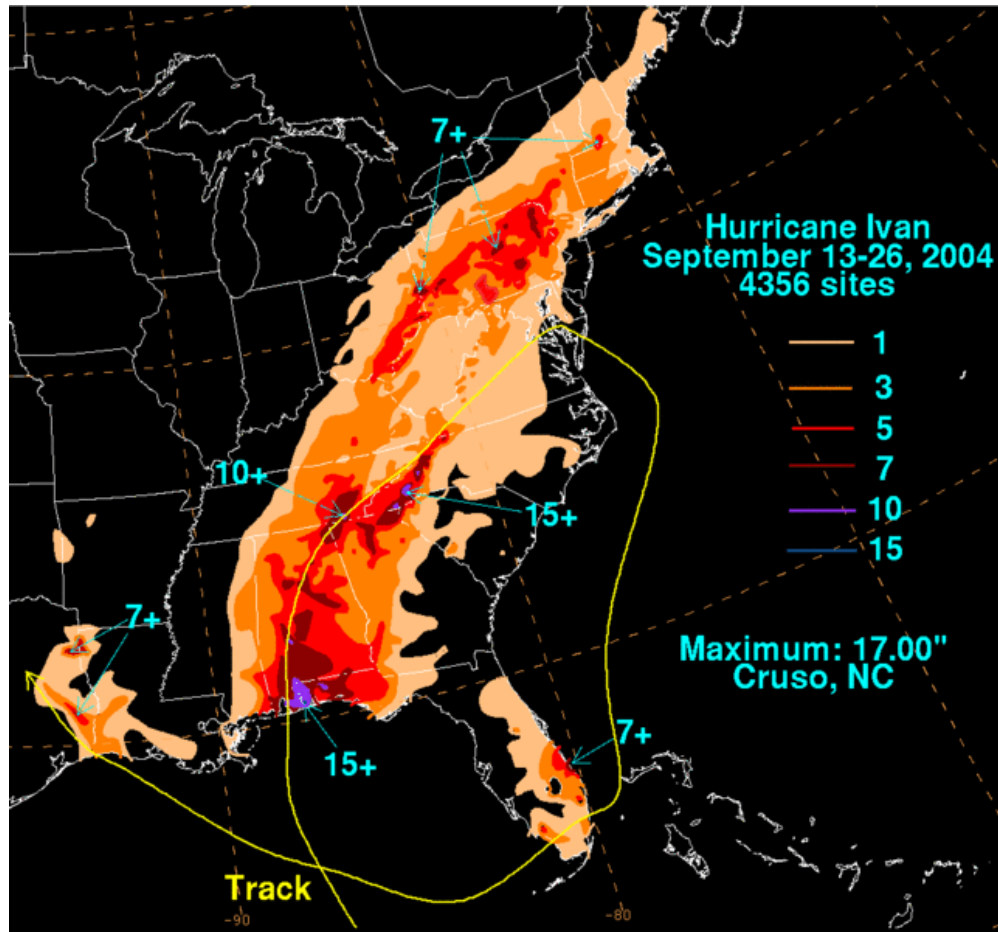 7+
Hurricane Ivan
September 13-26, 2004
4356 sites
1
3
5
7
10
15
10+
15+
7+
Maximum: 17.00"
Cruso, NC
7+
15+
Track
-90
-80